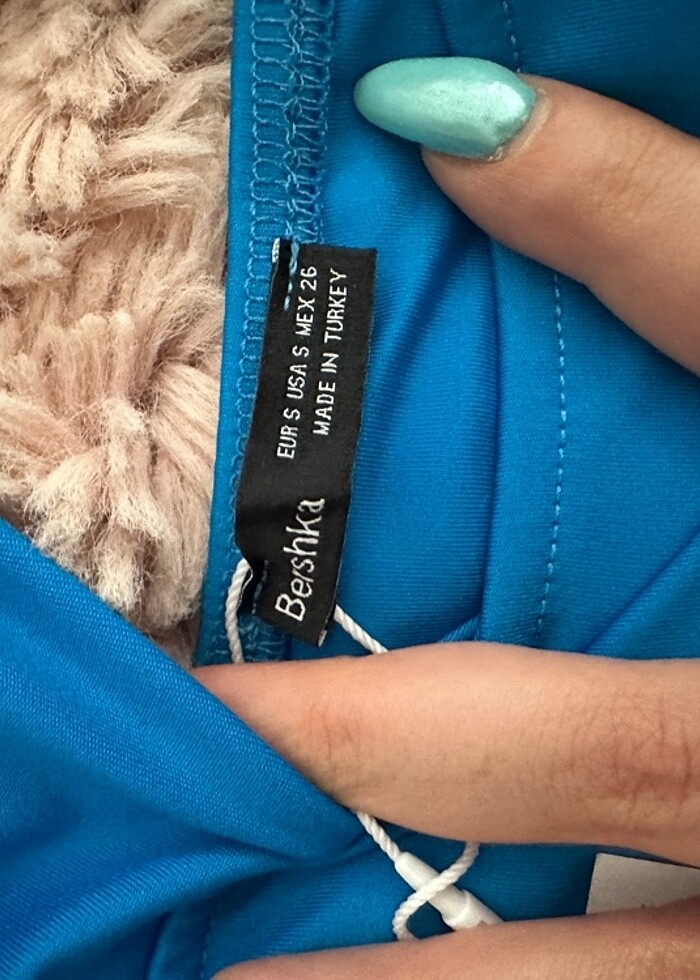 Bershka
EUR S USA S MEX 26
MADE IN TURKEY